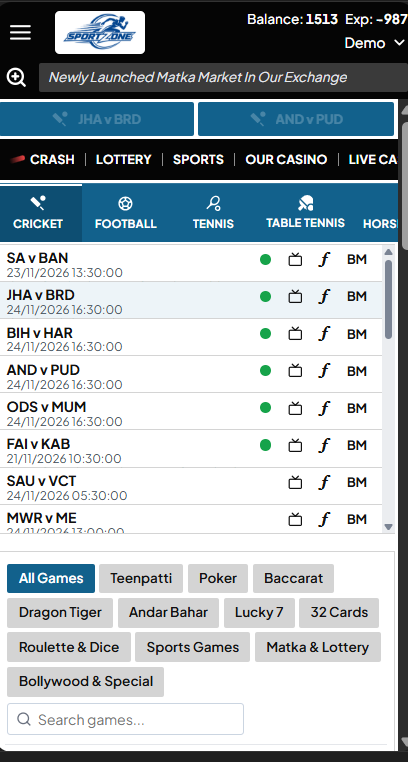 Balance: 1513 Exp: -987
SPORTZONE
Demo
Newly Launched Matka Market In Our Exchange
JHA v BRD AND v PUD
CRASH LOTTERY SPORTS OUR CASINO LIVE CA
CRICKET FOOTBALL TENNIS TABLE TENNIS HORS
SA v BAN
23/11/2026 13:30:00
f BM
JHA v BRD
24/11/2026 16:30:00
f BM
BIH v HAR
24/11/2026 16:30:00
f BM
AND v PUD
24/11/2026 16:30:00
f BM
ODS v MUM
24/11/2026 16:30:00
f BM
FAI v KAB
21/11/2026 10:30:00
f BM
SAU v VCT
24/11/2026 05:30:00
f BM
MWR v ME
24/11/2026 13:00:00
f BM
All Games Teenpatti Poker Baccarat
Dragon Tiger Andar Bahar Lucky 7 32 Cards
Roulette & Dice Sports Games Matka & Lottery
Bollywood & Special
Search games...